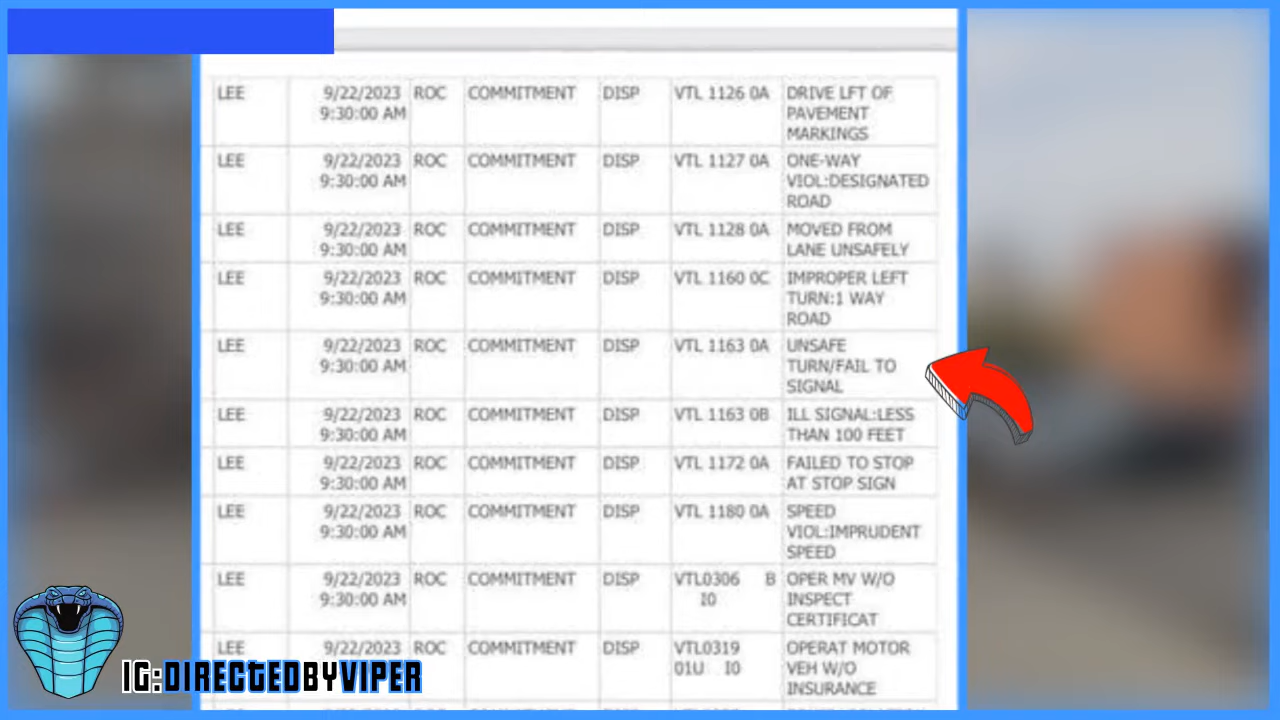 LEE 9/22/2023 ROC COMMITMENT DISP VTL 1126 0A DRIVE LFT OF
9:30:00 AM PAVEMENT
MARKINGS
LEE 9/22/2023 ROC COMMITMENT DISP VTL 1127 0A ONE-WAY
9:30:00 AM VIOL:DESIGNATED
ROAD
LEE 9/22/2023 ROC COMMITMENT DISP VTL 1128 0A MOVED FROM
9:30:00 AM LANE UNSAFELY
LEE 9/22/2023 ROC COMMITMENT DISP VTL 1160 0C IMPROPER LEFT
9:30:00 AM TURN:1 WAY
ROAD
LEE 9/22/2023 ROC COMMITMENT DISP VTL 1163 0A UNSAFE
9:30:00 AM TURN/FAIL TO
SIGNAL
LEE 9/22/2023 ROC COMMITMENT DISP VTL 1163 0B ILL SIGNAL:LESS
9:30:00 AM THAN 100 FEET
LEE 9/22/2023 ROC COMMITMENT DISP VTL 1172 0A FAILED TO STOP
9:30:00 AM AT STOP SIGN
LEE 9/22/2023 ROC COMMITMENT DISP VTL 1180 0A SPEED
9:30:00 AM VIOL:IMPRUDENT
SPEED
LEE 9/22/2023 ROC COMMITMENT DISP VTL0306 B OPER MV W/O
9:30:00 AM I0 INSPECT
CERTIFICAT
LEE 9/22/2023 ROC COMMITMENT DISP VTL0319 OPERAT MOTOR
9:30:00 AM 01U I0 VEH W/O
INSURANCE
IG:DIRECTEDBYVIPER